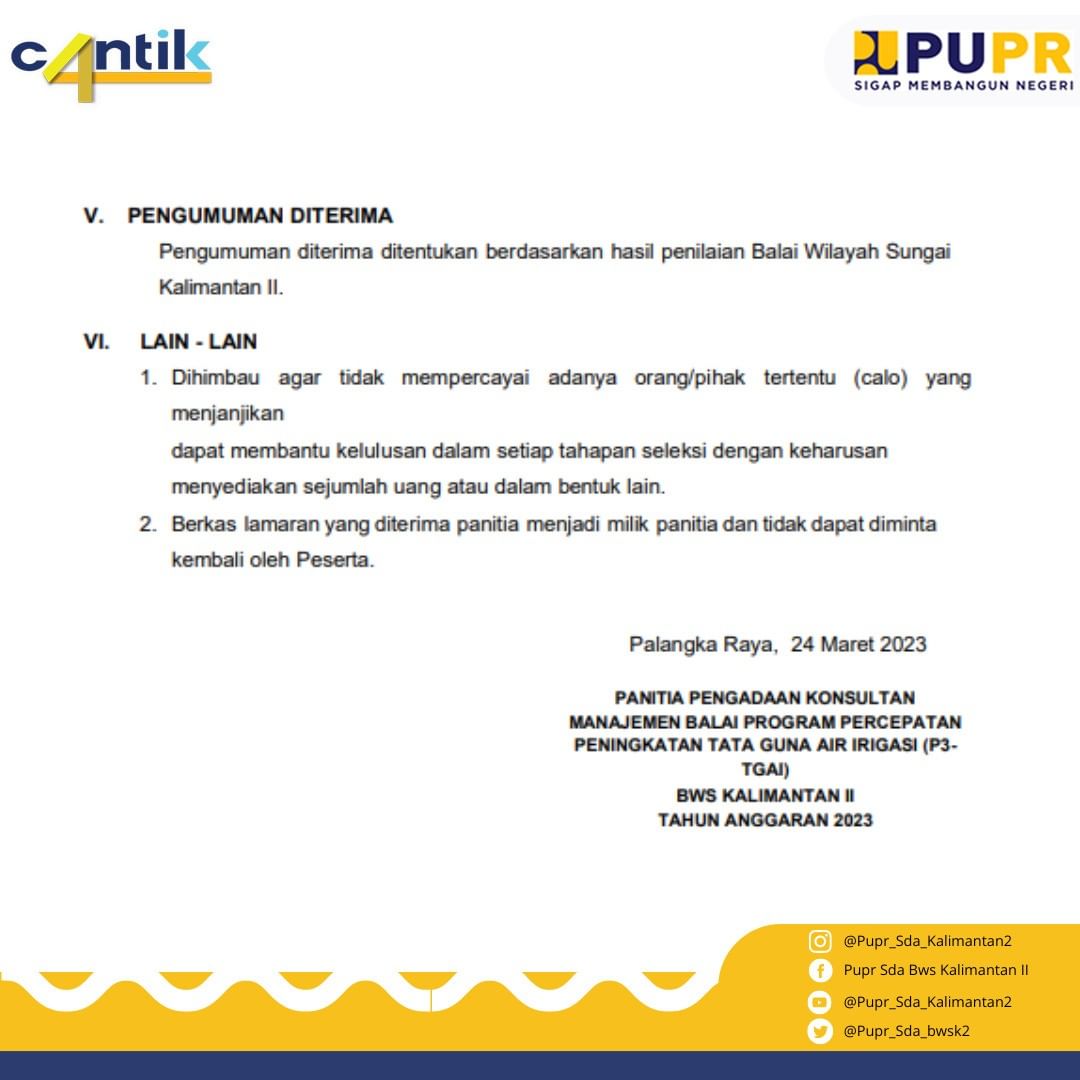 c4ntik
PUPR
SIGAP MEMBANGUN NEGERI
V. PENGUMUMAN DITERIMA
Pengumuman diterima ditentukan berdasarkan hasil penilaian Balai Wilayah Sungai
Kalimantan II.
VI. LAIN - LAIN
1. Dihimbau agar tidak mempercayai adanya orang/pihak tertentu (calo) yang
menjanjikan
dapat membantu kelulusan dalam setiap tahapan seleksi dengan keharusan
menyediakan sejumlah uang atau dalam bentuk lain.
2. Berkas lamaran yang diterima panitia menjadi milik panitia dan tidak dapat diminta
kembali oleh Peserta.
Palangka Raya, 24 Maret 2023
PANITIA PENGADAAN KONSULTAN
MANAJEMEN BALAI PROGRAM PERCEPATAN
PENINGKATAN TATA GUNA AIR IRIGASI (P3-
TGAI)
BWS KALIMANTAN II
TAHUN ANGGARAN 2023
@Pupr_Sda_Kalimantan2
Pupr Sda Bws Kalimantan II
@Pupr_Sda_Kalimantan2
@Pupr_Sda_bwsk2